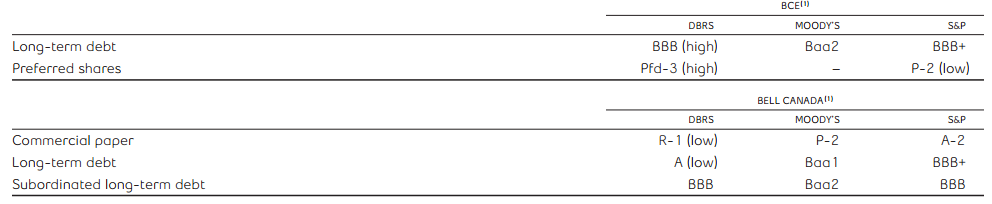 BCE(1)
DBRS MOODY'S S&P
Long-term debt BBB (high) Baa2 BBB+
Preferred shares Pfd-3 (high) – P-2 (low)
BELL CANADA(1)
DBRS MOODY'S S&P
Commercial paper R-1 (low) P-2 A-2
Long-term debt A (low) Baa1 BBB+
Subordinated long-term debt BBB Baa2 BBB